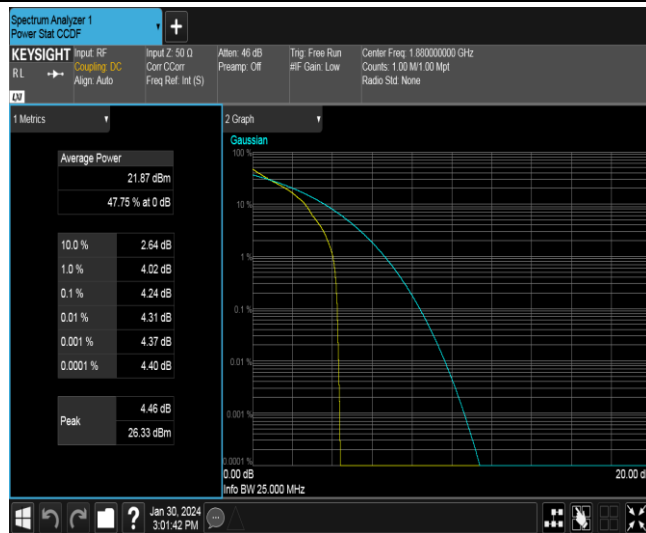 Spectrum Analyzer 1
Power Stat CCDF
+
KEYSIGHT
RL
Input: RF
Coupling: DC
Align: Auto
Input Z: 50 Ω
Corr CCorr
Freq Ref: Int (S)
Atten: 46 dB
Preamp: Off
Trig: Free Run
#IF Gain: Low
Center Freq: 1.880000000 GHz
Counts: 1.00 M/1.00 Mpt
Radio Std: None
1 Metrics
Average Power
21.87 dBm
47.75 % at 0 dB
10.0 % 2.64 dB
1.0 % 4.02 dB
0.1 % 4.24 dB
0.01 % 4.31 dB
0.001 % 4.37 dB
0.0001 % 4.40 dB
Peak
4.46 dB
26.33 dBm
2 Graph
Gaussian
100 %
10 %
1 %
0.1 %
0.01 %
0.001 %
0.0001 %
0.00 dB
20.00 d
Info BW 25.000 MHz
?
Jan 30, 2024
3:01:42 PM